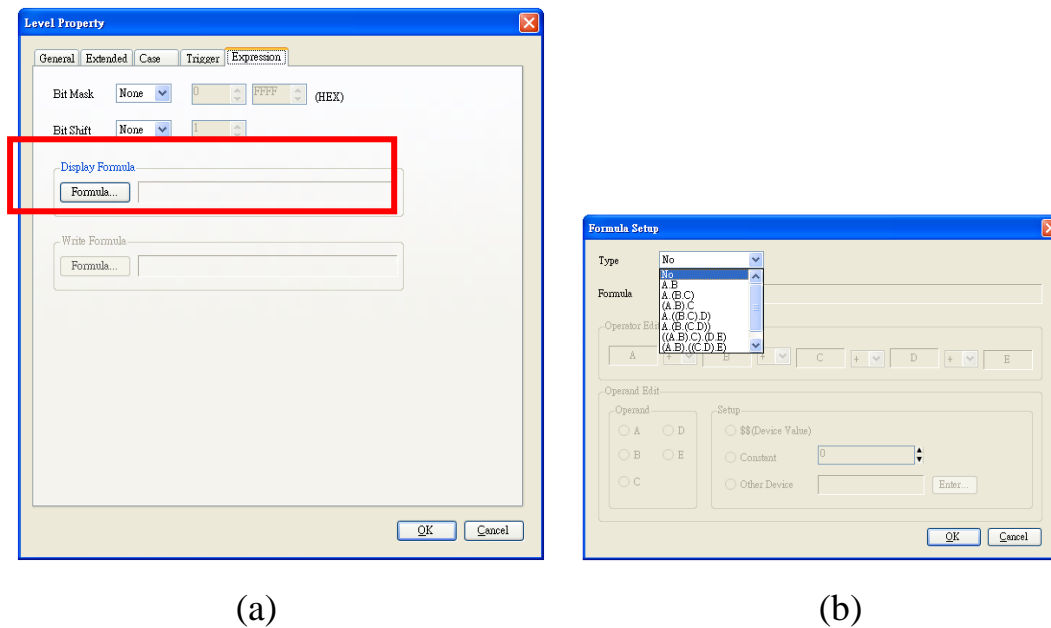 Level Property
General Extended Case Trigger Expression
Bit Mask None 0 FFFF (HEX)
Bit Shift None 1
Display Formula
Formula...
Write Formula
Formula...
OK Cancel
(a)
Formula Setup
Type No
No
A.B
A.(B.C)
(A.B).C
A.((B.C).D)
A.(B.(C.D))
((A.B).C).(D.E)
(A.B).((C.D).E)
Formula
Operator Edi
A + B + C + D + E
Operand Edit
Operand
A D
B E
C
Setup
$$(Device Value)
Constant 0
Other Device Enter...
OK Cancel
(b)